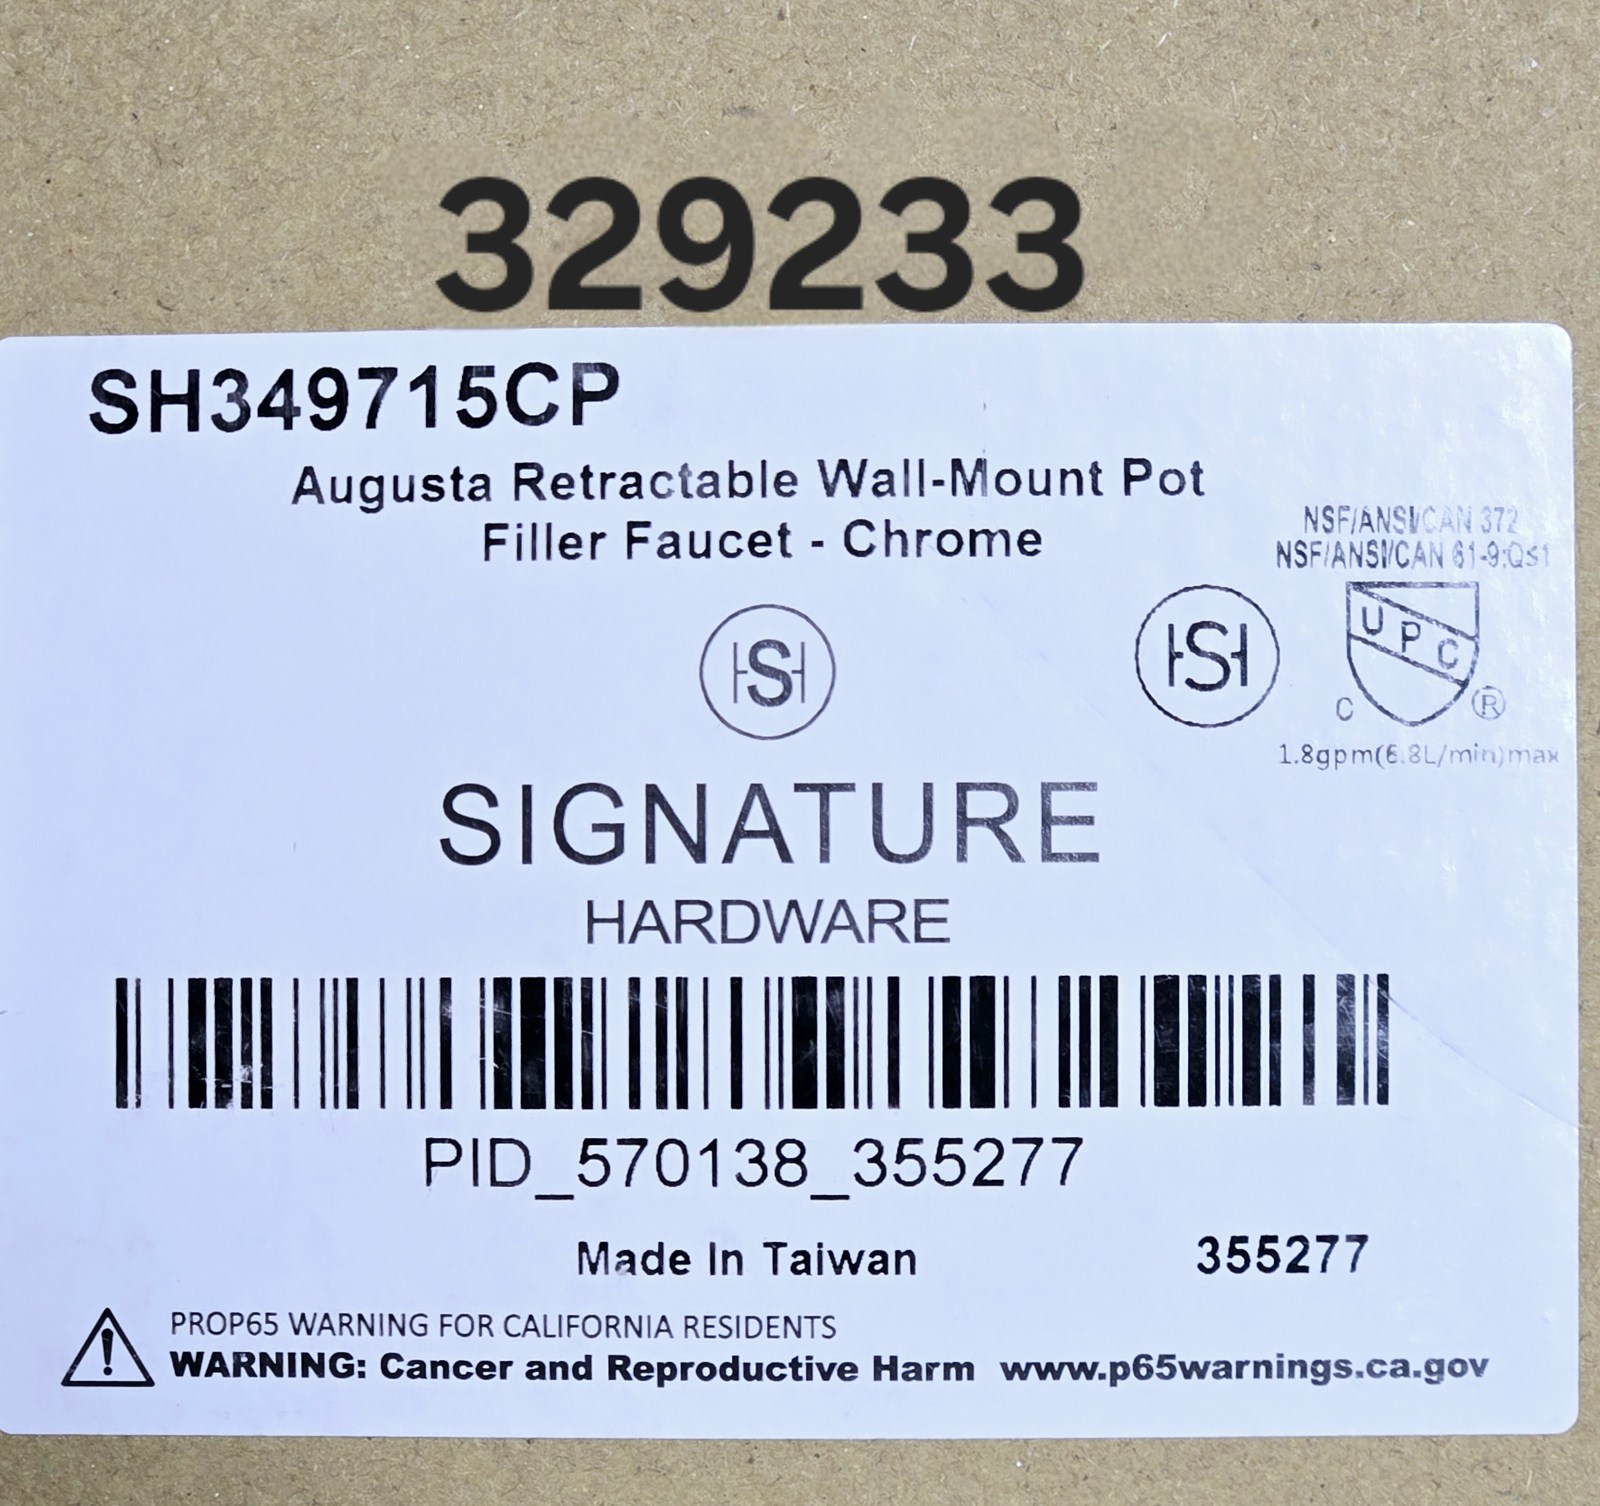 329233
SH349715CP
Augusta Retractable Wall-Mount Pot
Filler Faucet - Chrome
NSF/ANSI/CAN 372
NSF/ANSI/CAN 61-9:Q≤1
HSH
HSH
UPC
C ®
1.8gpm(6.8L/min)max
SIGNATURE
HARDWARE
PID_570138_355277
Made In Taiwan
355277
PROP65 WARNING FOR CALIFORNIA RESIDENTS
WARNING: Cancer and Reproductive Harm www.p65warnings.ca.gov